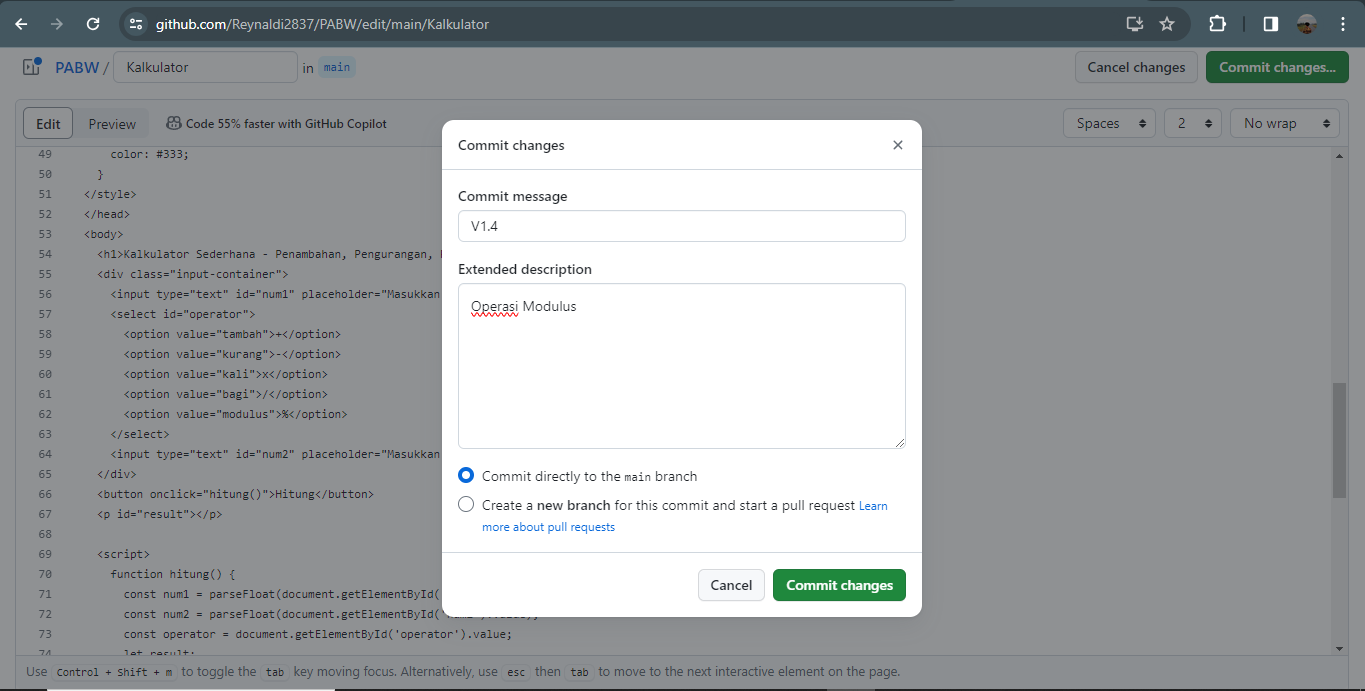 github.com/Reynaldi2837/PABW/edit/main/Kalkulator
PABW / Kalkulator in main Cancel changes Commit changes...
Edit Preview Code 55% faster with GitHub Copilot Spaces 2 No wrap
49 color: #333;
50 }
51 </style>
52 </head>
53 <body>
54 <h1>Kalkulator Sederhana - Penambahan, Pengurangan,
55 <div class="input-container">
56 <input type="text" id="num1" placeholder="Masukkan
57 <select id="operator">
58 <option value="tambah">+</option>
59 <option value="kurang">-</option>
60 <option value="kali">x</option>
61 <option value="bagi">/</option>
62 <option value="modulus">%</option>
63 </select>
64 <input type="text" id="num2" placeholder="Masukkan
65 </div>
66 <button onclick="hitung()">Hitung</button>
67 <p id="result"></p>
68
69 <script>
70 function hitung() {
71 const num1 = parseFloat(document.getElementById(
72 const num2 = parseFloat(document.getElementById('num2').value);
73 const operator = document.getElementById('operator').value;
74 let result;
Commit changes
Commit message
V1.4
Extended description
Operasi Modulus
Commit directly to the main branch
Create a new branch for this commit and start a pull request Learn
more about pull requests
Cancel Commit changes
Use Control + Shift + m to toggle the tab key moving focus. Alternatively, use esc then tab to move to the next interactive element on the page.